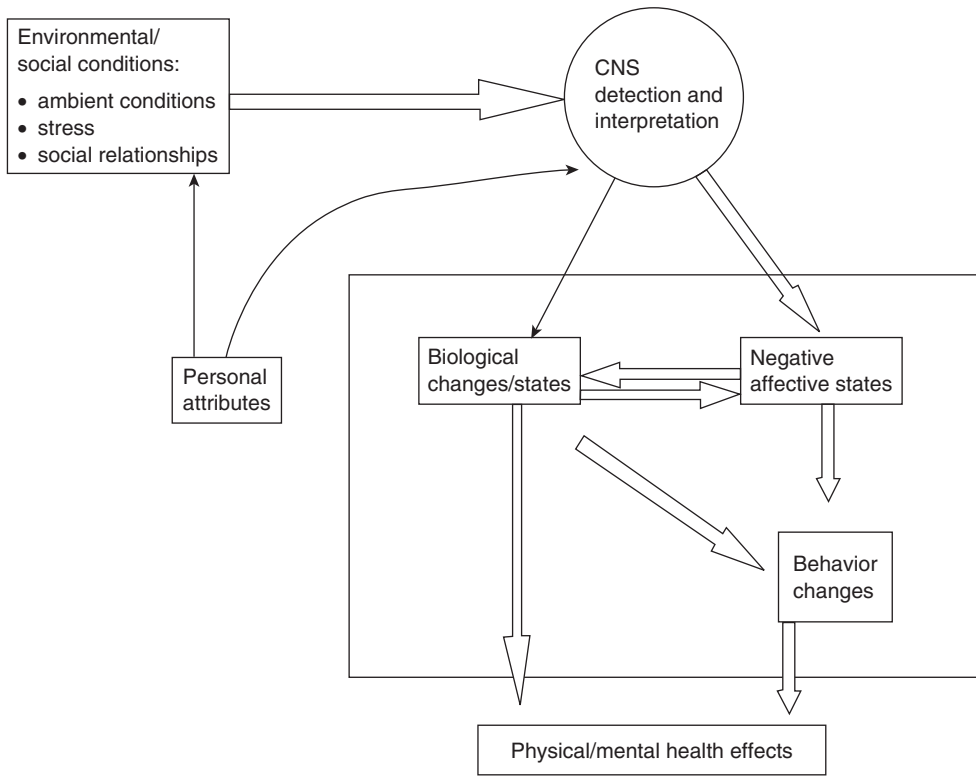 Environmental/
social conditions:
• ambient conditions
• stress
• social relationships
CNS
detection and
interpretation
Personal
attributes
Biological
changes/states
Negative
affective states
Behavior
changes
Physical/mental health effects